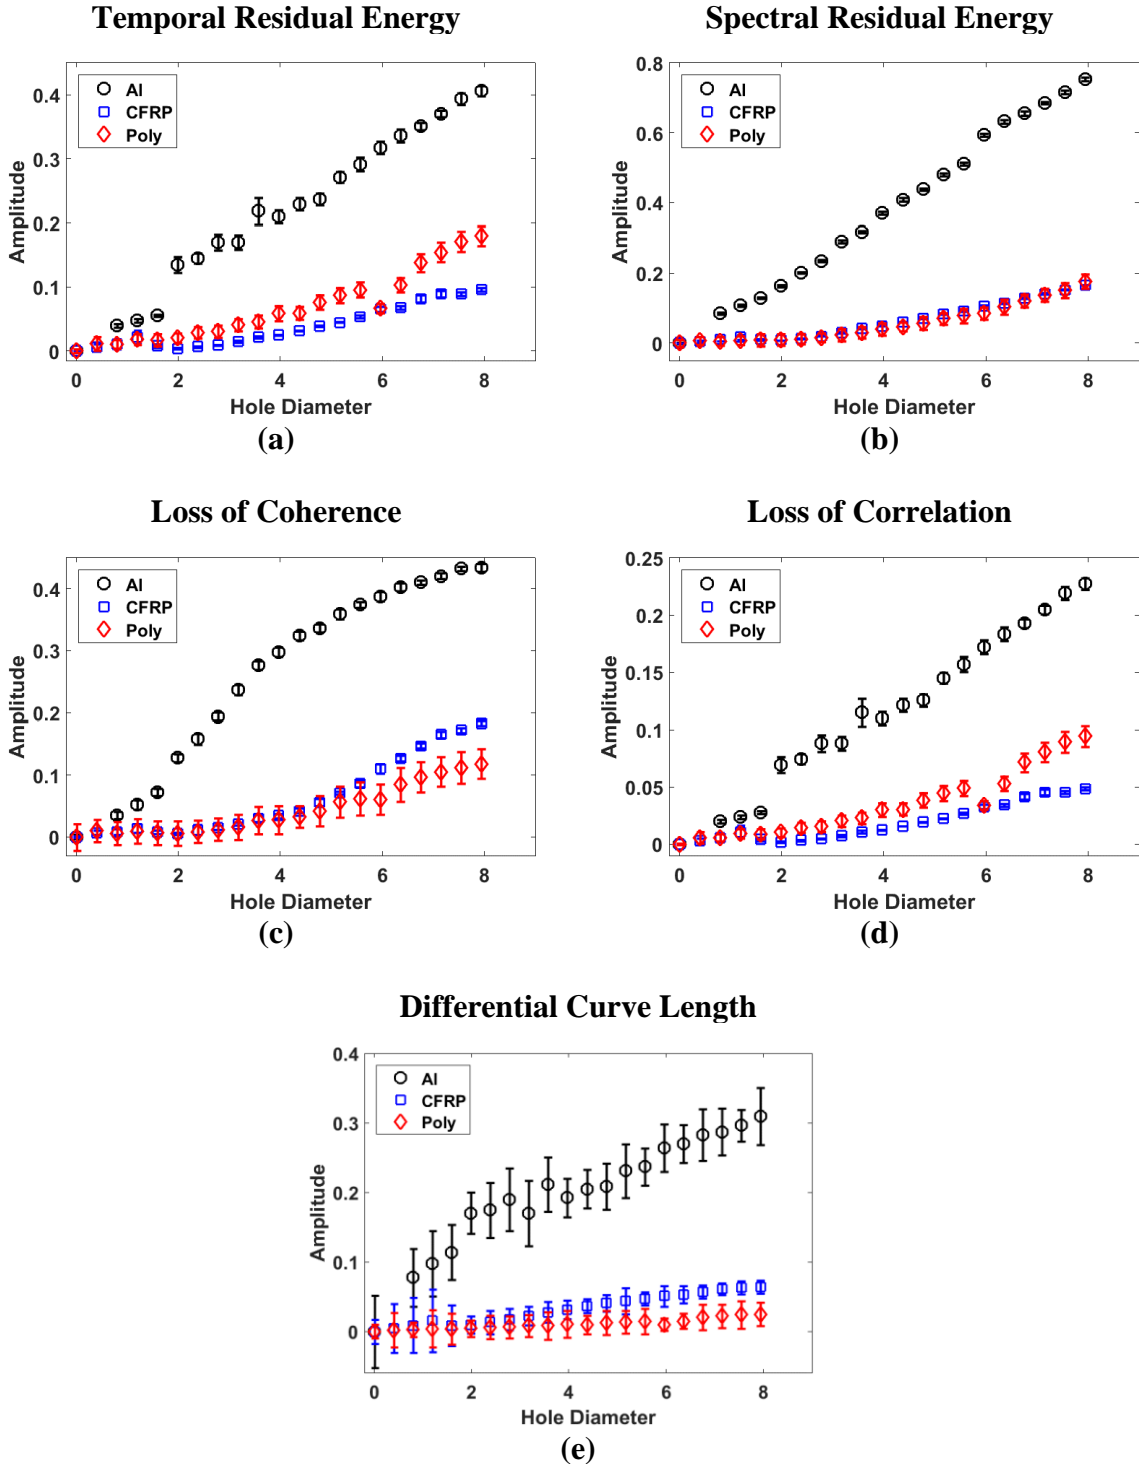 Temporal Residual Energy
Spectral Residual Energy
Al
CFRP
Poly
Amplitude
0
0.1
0.2
0.3
0.4
0 2 4 6 8
Hole Diameter
(a)
Al
CFRP
Poly
Amplitude
0
0.2
0.4
0.6
0.8
0 2 4 6 8
Hole Diameter
(b)
Loss of Coherence
Loss of Correlation
Al
CFRP
Poly
Amplitude
0
0.1
0.2
0.3
0.4
0 2 4 6 8
Hole Diameter
(c)
Al
CFRP
Poly
Amplitude
0
0.05
0.1
0.15
0.2
0.25
0 2 4 6 8
Hole Diameter
(d)
Differential Curve Length
Al
CFRP
Poly
Amplitude
0
0.1
0.2
0.3
0.4
0 2 4 6 8
Hole Diameter
(e)